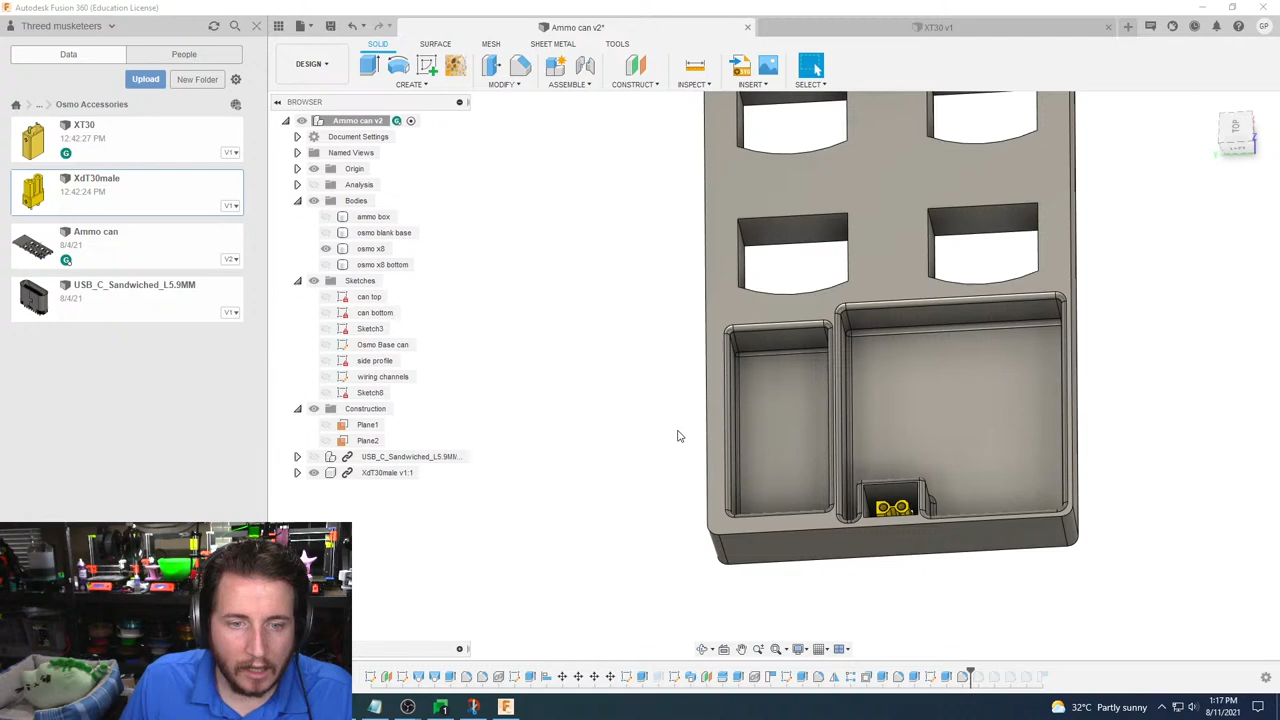 Autodesk Fusion 360 (Education License)
Threed musketeers
Ammo can v2*
XT30 v1
GP
Data
People
Upload
New Folder
... Osmo Accessories
XT30
12:42:27 PM
V1
XdT30male
12:42:24 PM
V1
Ammo can
8/4/21
V2
USB_C_Sandwiched_L5.9MM
8/4/21
V1
DESIGN
SOLID
SURFACE
MESH
SHEET METAL
TOOLS
CREATE
MODIFY
ASSEMBLE
CONSTRUCT
INSPECT
INSERT
SELECT
BROWSER
Ammo can v2
Document Settings
Named Views
Origin
Analysis
Bodies
ammo box
osmo blank base
osmo x8
osmo x8 bottom
Sketches
can top
can bottom
Sketch3
Osmo Base can
side profile
wiring channels
Sketch8
Construction
Plane1
Plane2
USB_C_Sandwiched_L5.9MM/...
XdT30male v1:1
TOP
Z
32°C Partly sunny
1:17 PM
8/11/2021